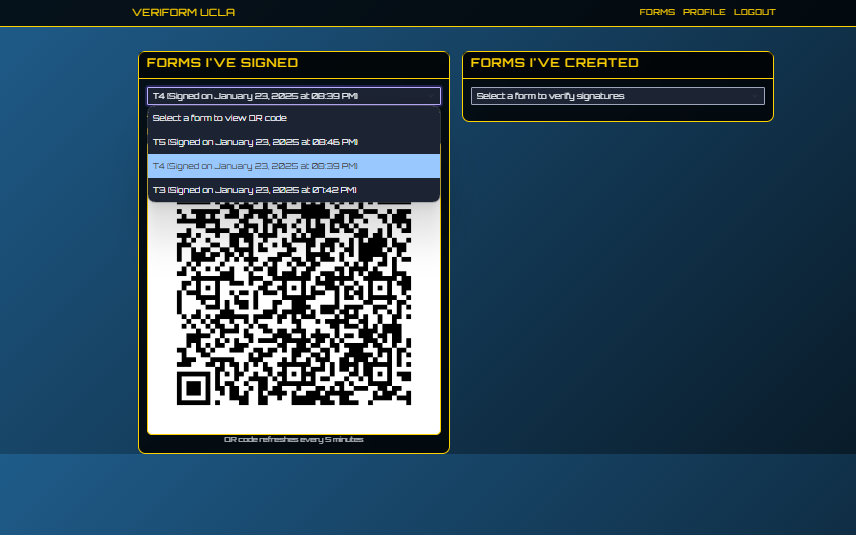 VERIFORM UCLA
FORMS PROFILE LOGOUT
FORMS I'VE SIGNED
T4 (Signed on January 23, 2025 at 08:39 PM)
Select a form to view QR code
T5 (Signed on January 23, 2025 at 08:46 PM)
T4 (Signed on January 23, 2025 at 08:39 PM)
T3 (Signed on January 23, 2025 at 07:42 PM)
QR code refreshes every 5 minutes
FORMS I'VE CREATED
Select a form to verify signatures